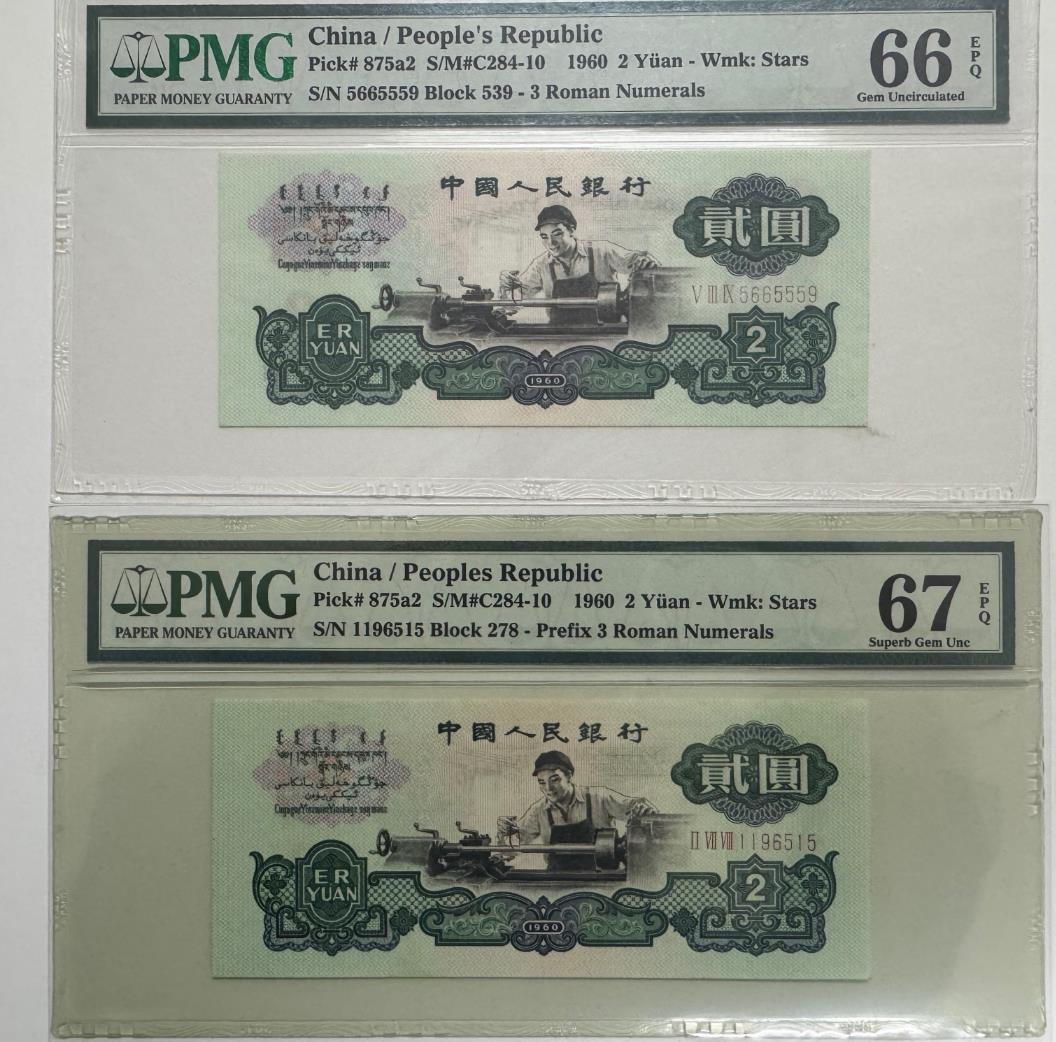 PMG
PAPER MONEY GUARANTY
China / People's Republic
Pick# 875a2 S/M#C284-10 1960 2 Yüan - Wmk: Stars
S/N 5665559 Block 539 - 3 Roman Numerals
66
EPQ
Gem Uncirculated
中國人民銀行
貳圓
V III IX 5665559
ER
YUAN
2
1960
PMG
PAPER MONEY GUARANTY
China / Peoples Republic
Pick# 875a2 S/M#C284-10 1960 2 Yüan - Wmk: Stars
S/N 1196515 Block 278 - Prefix 3 Roman Numerals
67
EPQ
Superb Gem Unc
中國人民銀行
貳圓
II VII VIII 1196515
ER
YUAN
2
1960